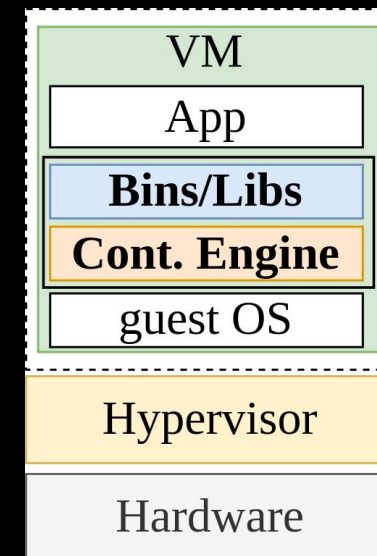 VM
App
Bins/Libs
Cont. Engine
guest OS
Hypervisor
Hardware